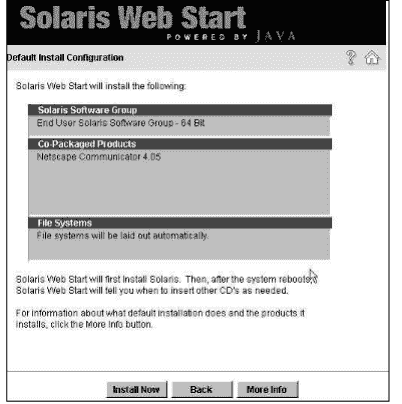 Solaris Web Start
POWERED BY JAVA
Default Install Configuration
Solaris Web Start will install the following:
Solaris Software Group
End User Solaris Software Group - 64 Bit
Co-Packaged Products
Netscape Communicator 4.05
File Systems
File systems will be laid out automatically.
Solaris Web Start will first install Solaris. Then, after the system reboots,
Solaris Web Start will tell you when to insert other CD's as needed.
For information about what default installation does and the products it
installs, click the More Info button.
Install Now Back More Info